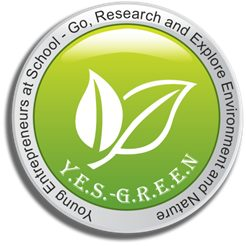 Young Entrepreneurs at School - Go, Research and Explore Environment and Nature
Y.E.S.-G.R.E.E.N